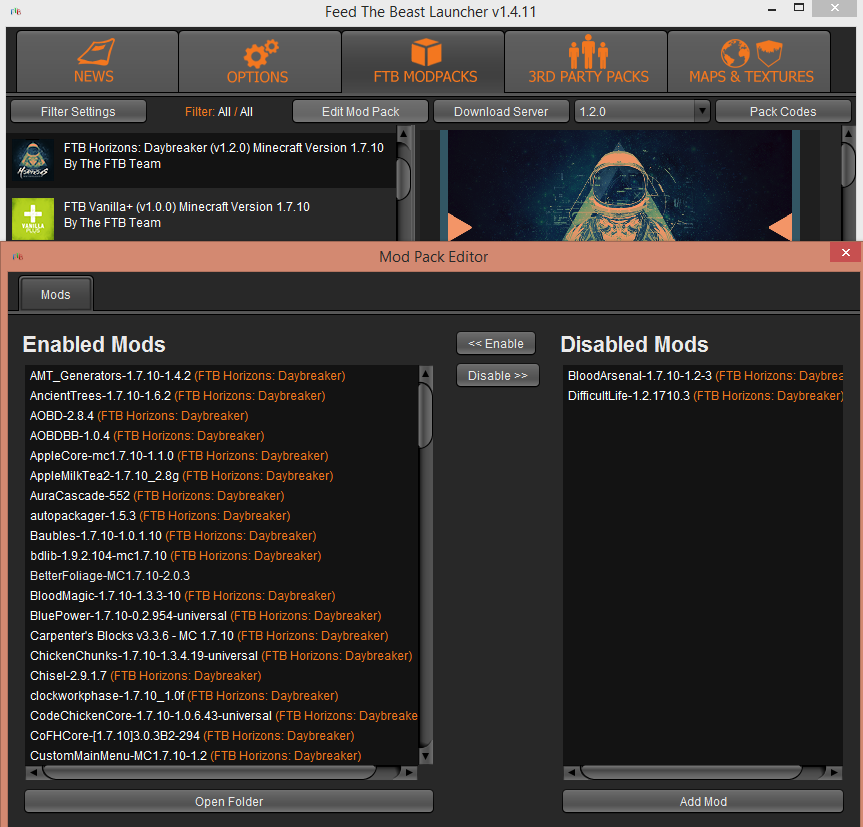 Feed The Beast Launcher v1.4.11
NEWS
OPTIONS
FTB MODPACKS
3RD PARTY PACKS
MAPS & TEXTURES
Filter Settings
Filter: All / All
Edit Mod Pack
Download Server
1.2.0
Pack Codes
FTB Horizons: Daybreaker (v1.2.0) Minecraft Version 1.7.10
By The FTB Team
FTB Vanilla+ (v1.0.0) Minecraft Version 1.7.10
By The FTB Team
VANILLA
PLUS
Mod Pack Editor
Mods
Enabled Mods
AMT_Generators-1.7.10-1.4.2 (FTB Horizons: Daybreaker)
AncientTrees-1.7.10-1.6.2 (FTB Horizons: Daybreaker)
AOBD-2.8.4 (FTB Horizons: Daybreaker)
AOBDBB-1.0.4 (FTB Horizons: Daybreaker)
AppleCore-mc1.7.10-1.1.0 (FTB Horizons: Daybreaker)
AppleMilkTea2-1.7.10_2.8g (FTB Horizons: Daybreaker)
AuraCascade-552 (FTB Horizons: Daybreaker)
autopackager-1.5.3 (FTB Horizons: Daybreaker)
Baubles-1.7.10-1.0.1.10 (FTB Horizons: Daybreaker)
bdlib-1.9.2.104-mc1.7.10 (FTB Horizons: Daybreaker)
BetterFoliage-MC1.7.10-2.0.3
BloodMagic-1.7.10-1.3.3-10 (FTB Horizons: Daybreaker)
BluePower-1.7.10-0.2.954-universal (FTB Horizons: Daybreaker)
Carpenter's Blocks v3.3.6 - MC 1.7.10 (FTB Horizons: Daybreaker)
ChickenChunks-1.7.10-1.3.4.19-universal (FTB Horizons: Daybreaker)
Chisel-2.9.1.7 (FTB Horizons: Daybreaker)
clockworkphase-1.7.10_1.0f (FTB Horizons: Daybreaker)
CodeChickenCore-1.7.10-1.0.6.43-universal (FTB Horizons: Daybreake
CoFHCore-[1.7.10]3.0.3B2-294 (FTB Horizons: Daybreaker)
CustomMainMenu-MC1.7.10-1.2 (FTB Horizons: Daybreaker)
Open Folder
<< Enable
Disable >>
Disabled Mods
BloodArsenal-1.7.10-1.2-3 (FTB Horizons: Daybrea
DifficultLife-1.2.1710.3 (FTB Horizons: Daybreaker)
Add Mod